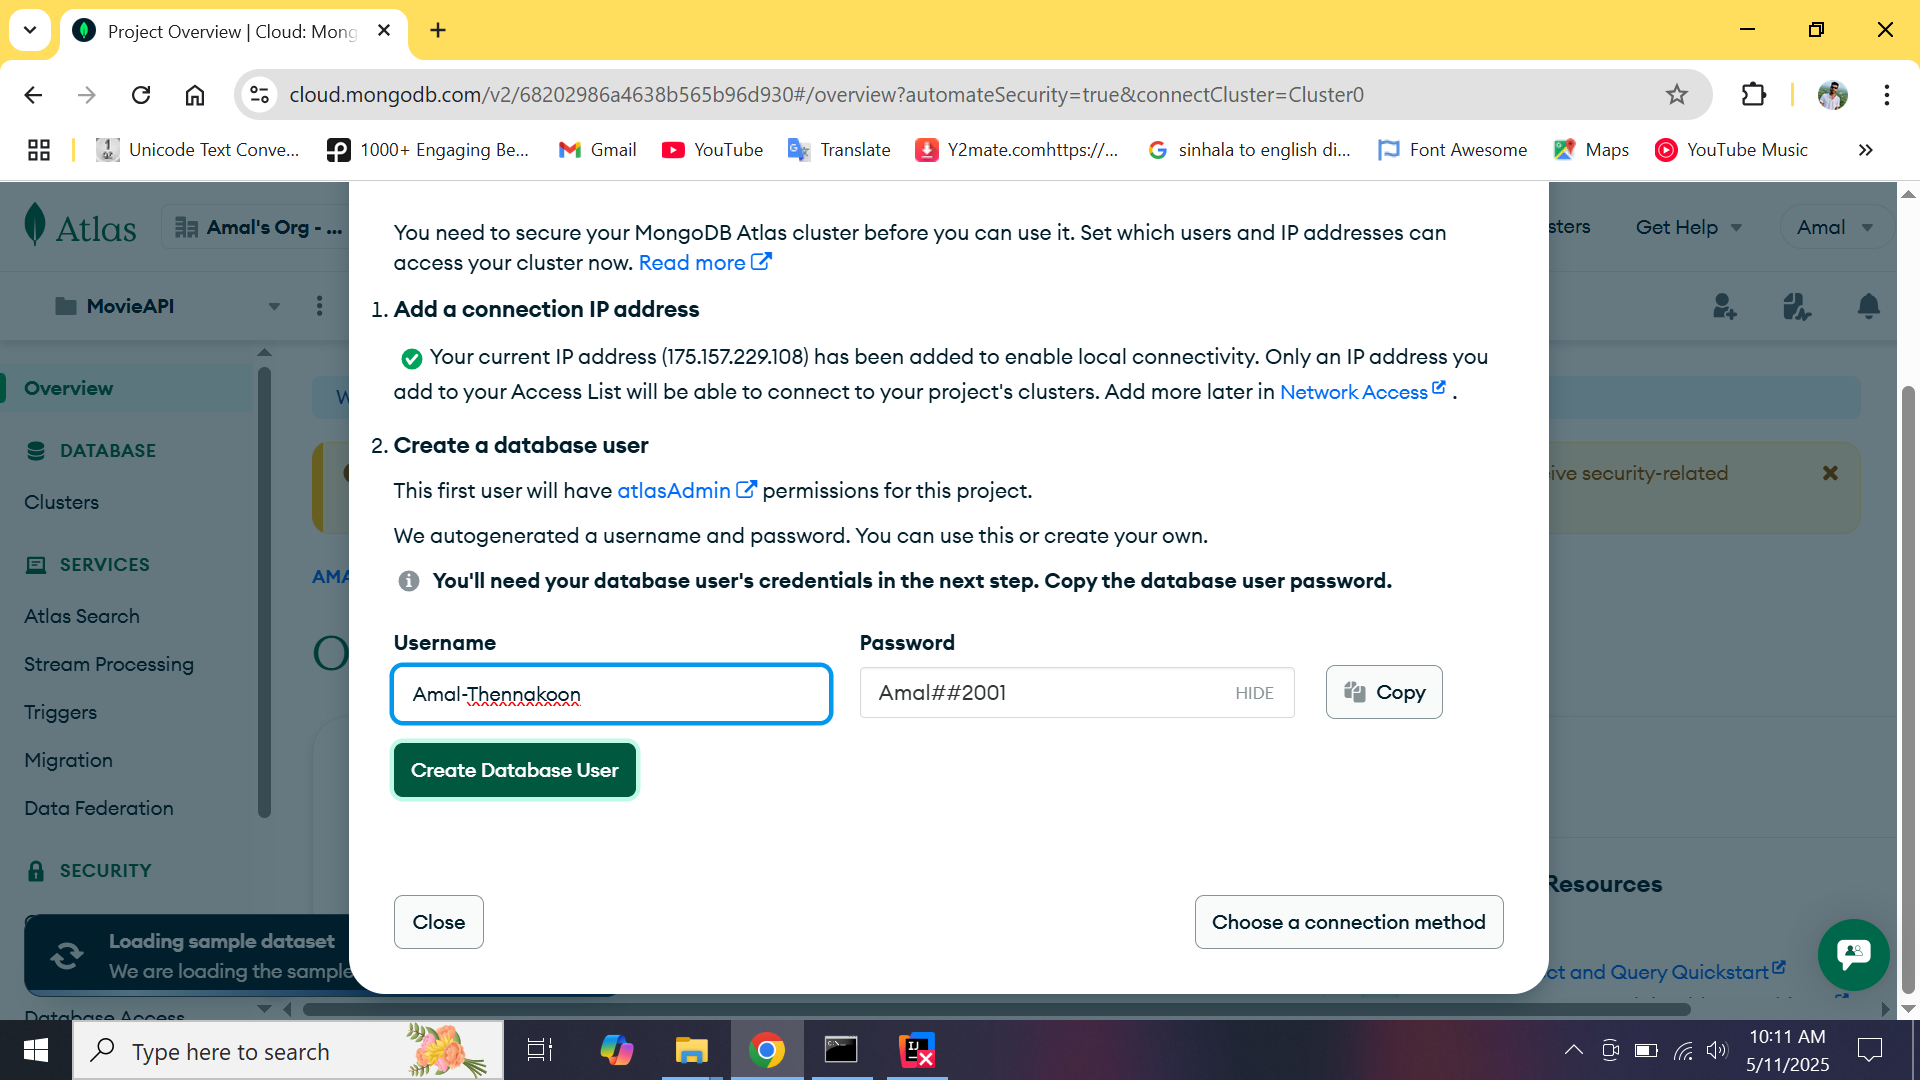 Project Overview | Cloud: Mong
cloud.mongodb.com/v2/68202986a4638b565b96d930#/overview?automateSecurity=true&connectCluster=Cluster0
Unicode Text Conve...
1000+ Engaging Be...
Gmail
YouTube
Translate
Y2mate.comhttps://...
sinhala to english di...
Font Awesome
Maps
YouTube Music
Atlas
Amal's Org - ...
sters
Get Help
Amal
MovieAPI
Overview
DATABASE
Clusters
SERVICES
Atlas Search
Stream Processing
Triggers
Migration
Data Federation
SECURITY
Database Access
Loading sample dataset
We are loading the sample
W
AMA
O
You need to secure your MongoDB Atlas cluster before you can use it. Set which users and IP addresses can
access your cluster now. Read more
1. Add a connection IP address
Your current IP address (175.157.229.108) has been added to enable local connectivity. Only an IP address you
add to your Access List will be able to connect to your project's clusters. Add more later in Network Access .
2. Create a database user
This first user will have atlasAdmin permissions for this project.
We autogenerated a username and password. You can use this or create your own.
You'll need your database user's credentials in the next step. Copy the database user password.
Username
Password
Amal-Thennakoon
Amal##2001
HIDE
Copy
Create Database User
Close
Choose a connection method
ive security-related
Resources
ct and Query Quickstart
Type here to search
10:11 AM
5/11/2025